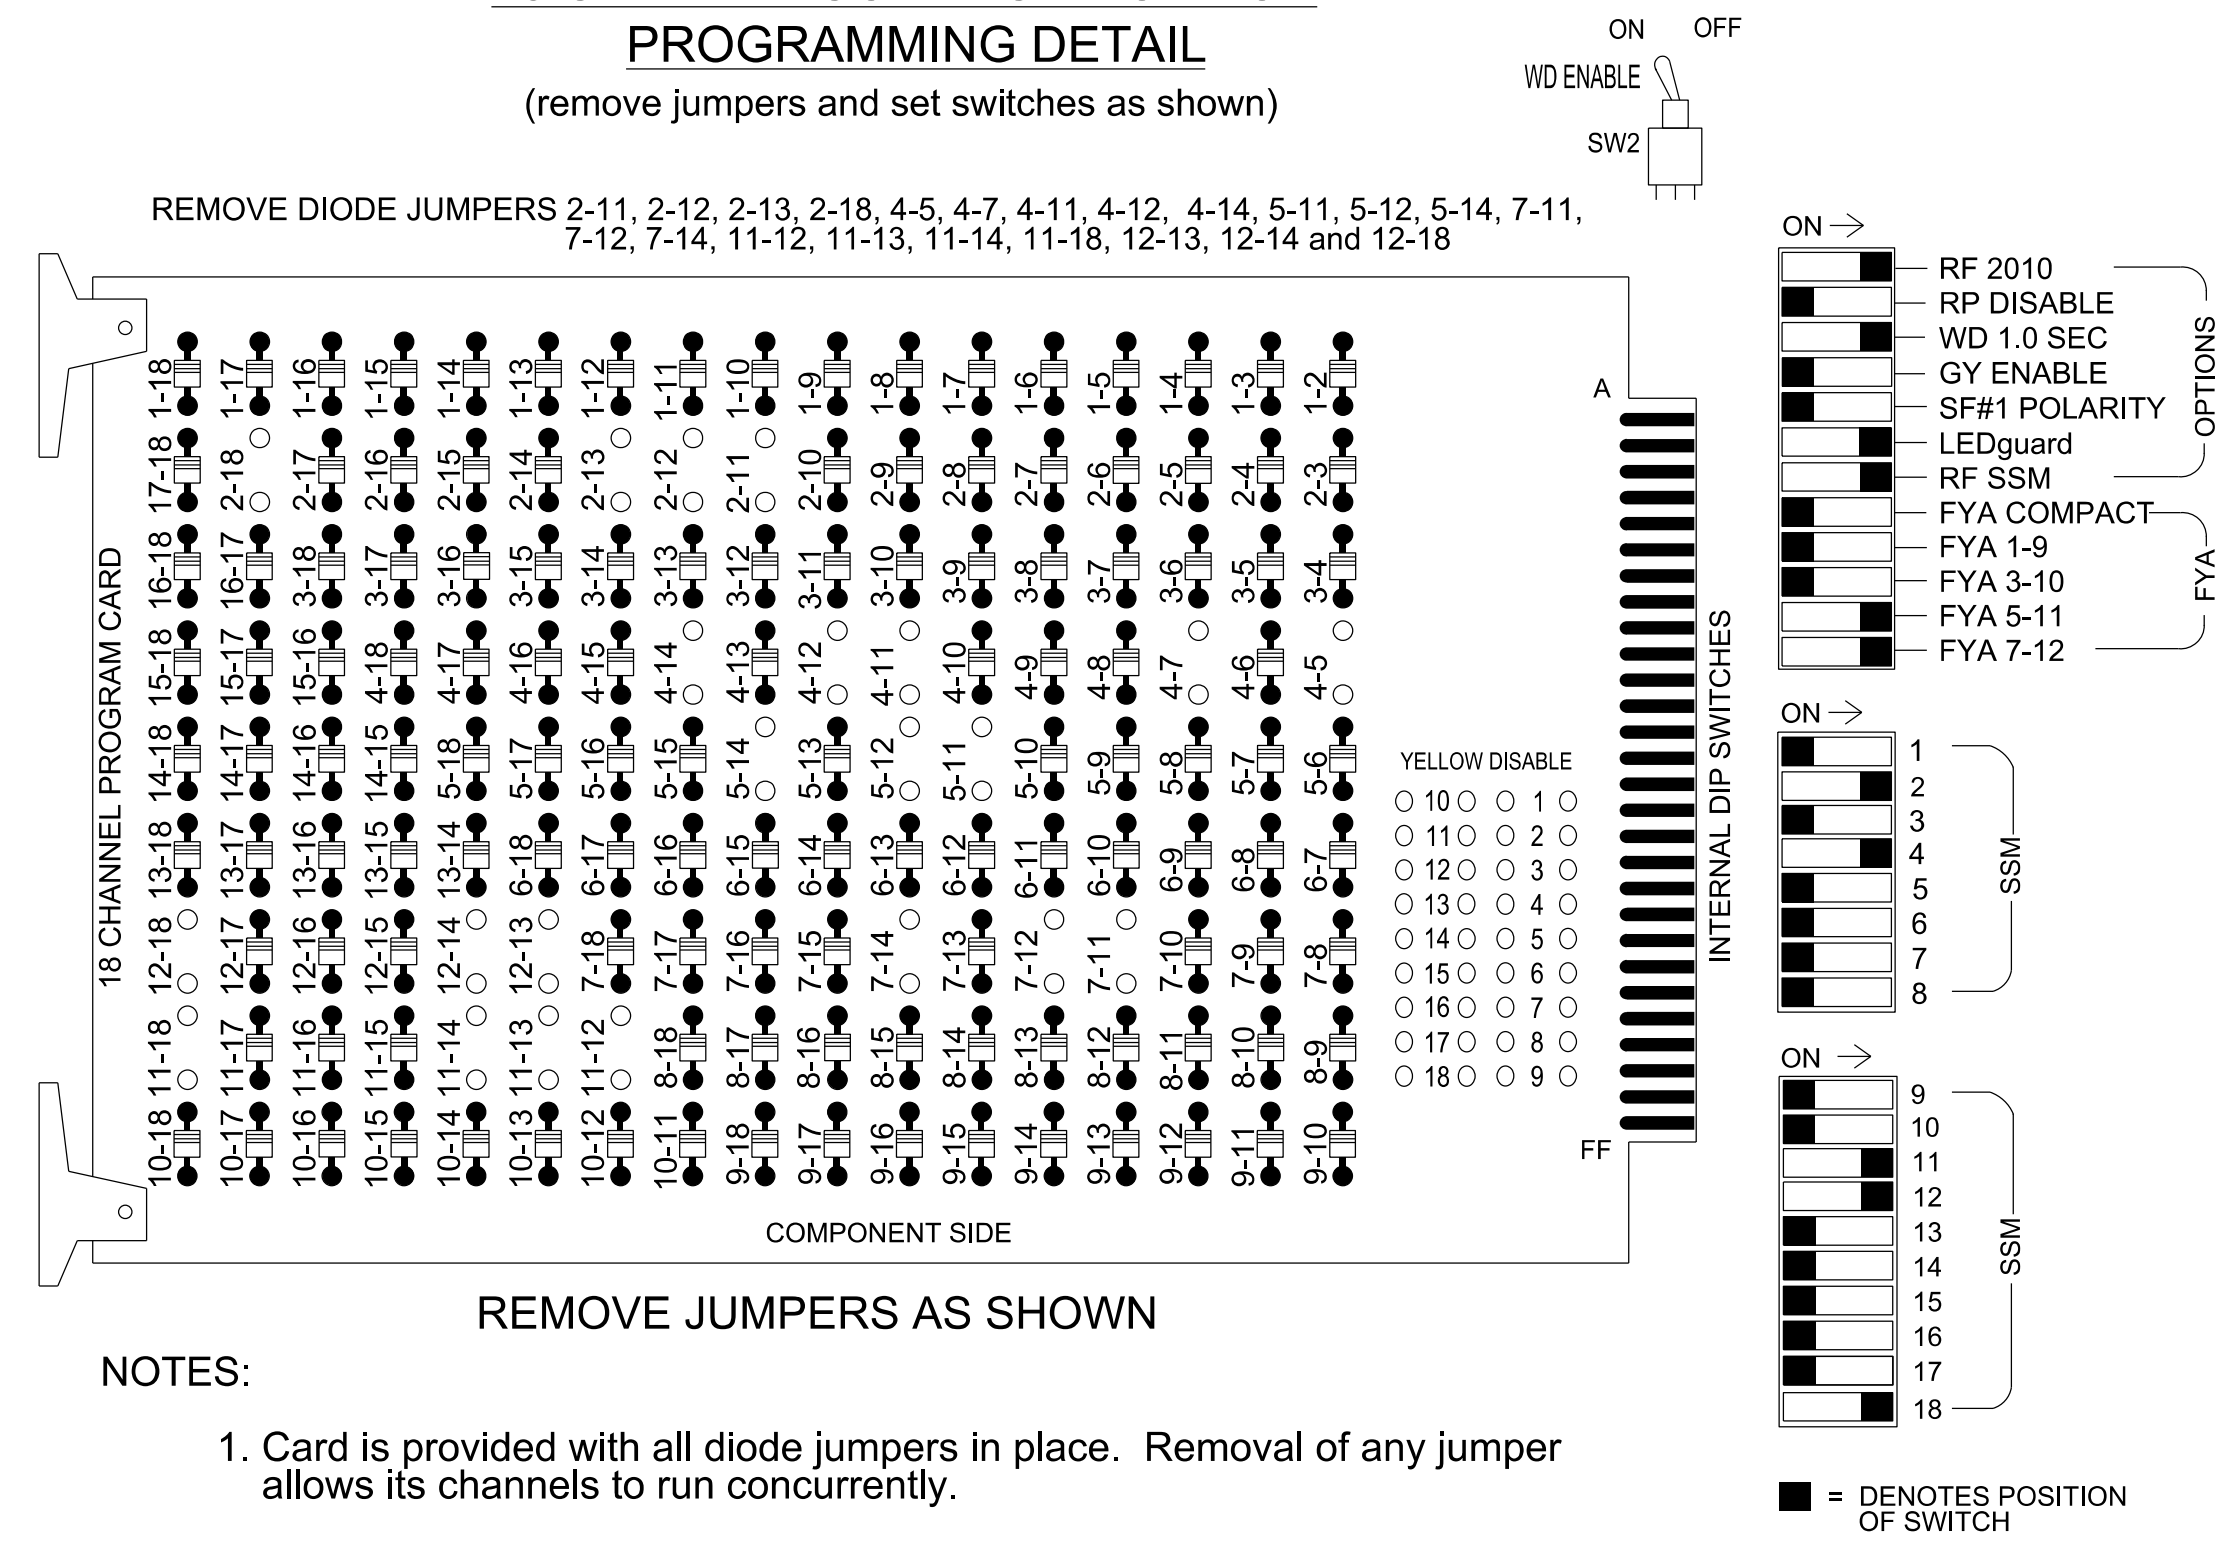 PROGRAMMING DETAIL
(remove jumpers and set switches as shown)
ON OFF
WD ENABLE
SW2
REMOVE DIODE JUMPERS 2-11, 2-12, 2-13, 2-18, 4-5, 4-7, 4-11, 4-12, 4-14, 5-11, 5-12, 5-14, 7-11,
7-12, 7-14, 11-12, 11-13, 11-14, 11-18, 12-13, 12-14 and 12-18
18 CHANNEL PROGRAM CARD
1-18 1-17 1-16 1-15 1-14 1-13 1-12 1-11 1-10 1-9 1-8 1-7 1-6 1-5 1-4 1-3 1-2
17-18 2-18 2-17 2-16 2-15 2-14 2-13 2-12 2-11 2-10 2-9 2-8 2-7 2-6 2-5 2-4 2-3
16-18 16-17 3-18 3-17 3-16 3-15 3-14 3-13 3-12 3-11 3-10 3-9 3-8 3-7 3-6 3-5 3-4
15-18 15-17 15-16 4-18 4-17 4-16 4-15 4-14 4-13 4-12 4-11 4-10 4-9 4-8 4-7 4-6 4-5
14-18 14-17 14-16 14-15 5-18 5-17 5-16 5-15 5-14 5-13 5-12 5-11 5-10 5-9 5-8 5-7 5-6
13-18 13-17 13-16 13-15 13-14 6-18 6-17 6-16 6-15 6-14 6-13 6-12 6-11 6-10 6-9 6-8 6-7
12-18 12-17 12-16 12-15 12-14 12-13 7-18 7-17 7-16 7-15 7-14 7-13 7-12 7-11 7-10 7-9 7-8
11-18 11-17 11-16 11-15 11-14 11-13 11-12 8-18 8-17 8-16 8-15 8-14 8-13 8-12 8-11 8-10 8-9
10-18 10-17 10-16 10-15 10-14 10-13 10-12 10-11 9-18 9-17 9-16 9-15 9-14 9-13 9-12 9-11 9-10
YELLOW DISABLE
10 1
11 2
12 3
13 4
14 5
15 6
16 7
17 8
18 9
A
FF
INTERNAL DIP SWITCHES
COMPONENT SIDE
ON →
RF 2010
RP DISABLE
WD 1.0 SEC
GY ENABLE
SF#1 POLARITY
LEDguard
RF SSM
OPTIONS
FYA COMPACT
FYA 1-9
FYA 3-10
FYA 5-11
FYA 7-12
FYA
ON →
1
2
3
4
5
6
7
8
SSM
ON →
9
10
11
12
13
14
15
16
17
18
SSM
REMOVE JUMPERS AS SHOWN
NOTES:
1. Card is provided with all diode jumpers in place. Removal of any jumper
allows its channels to run concurrently.
= DENOTES POSITION
OF SWITCH